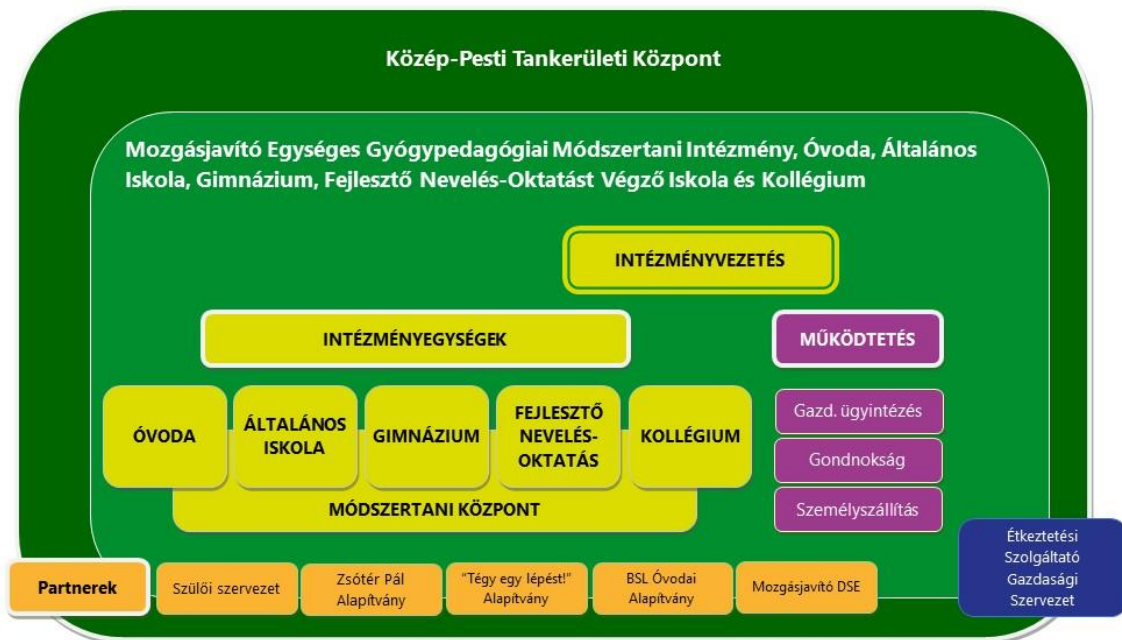 Közép-Pesti Tankerületi Központ
Mozgásjavító Egységes Gyógypedagógiai Módszertani Intézmény, Óvoda, Általános
Iskola, Gimnázium, Fejlesztő Nevelés-Oktatást Végző Iskola és Kollégium
INTÉZMÉNYVEZETÉS
INTÉZMÉNYEGYSÉGEK
MŰKÖDTETÉS
ÓVODA
ÁLTALÁNOS
ISKOLA
GIMNÁZIUM
FEJLESZTŐ
NEVELÉS-
OKTATÁS
KOLLÉGIUM
MÓDSZERTANI KÖZPONT
Gazd. ügyintézés
Gondnokság
Személyszállítás
Partnerek
Szülői szervezet
Zsótér Pál
Alapítvány
"Tégy egy lépést!"
Alapítvány
BSL Óvodai
Alapítvány
Mozgásjavító DSE
Étkeztetési
Szolgáltató
Gazdasági
Szervezet